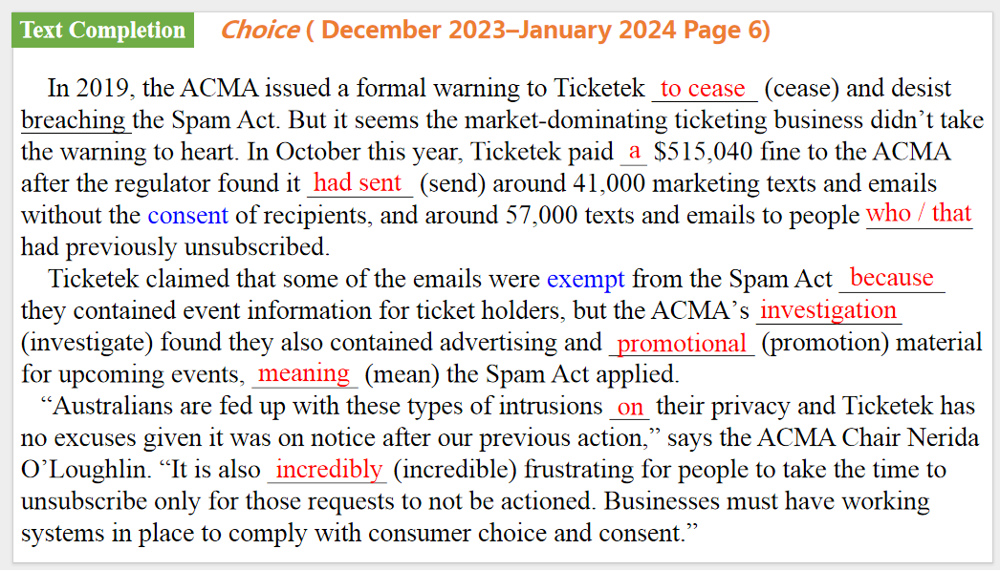 Text Completion Choice ( December 2023–January 2024 Page 6)
In 2019, the ACMA issued a formal warning to Ticketek to cease (cease) and desist
breaching the Spam Act. But it seems the market-dominating ticketing business didn’t take
the warning to heart. In October this year, Ticketek paid a $515,040 fine to the ACMA
after the regulator found it had sent (send) around 41,000 marketing texts and emails
without the consent of recipients, and around 57,000 texts and emails to people who / that
had previously unsubscribed.
Ticketek claimed that some of the emails were exempt from the Spam Act because
they contained event information for ticket holders, but the ACMA’s investigation
(investigate) found they also contained advertising and promotional (promotion) material
for upcoming events, meaning (mean) the Spam Act applied.
“Australians are fed up with these types of intrusions on their privacy and Ticketek has
no excuses given it was on notice after our previous action,” says the ACMA Chair Nerida
O’Loughlin. “It is also incredibly (incredible) frustrating for people to take the time to
unsubscribe only for those requests to not be actioned. Businesses must have working
systems in place to comply with consumer choice and consent.”